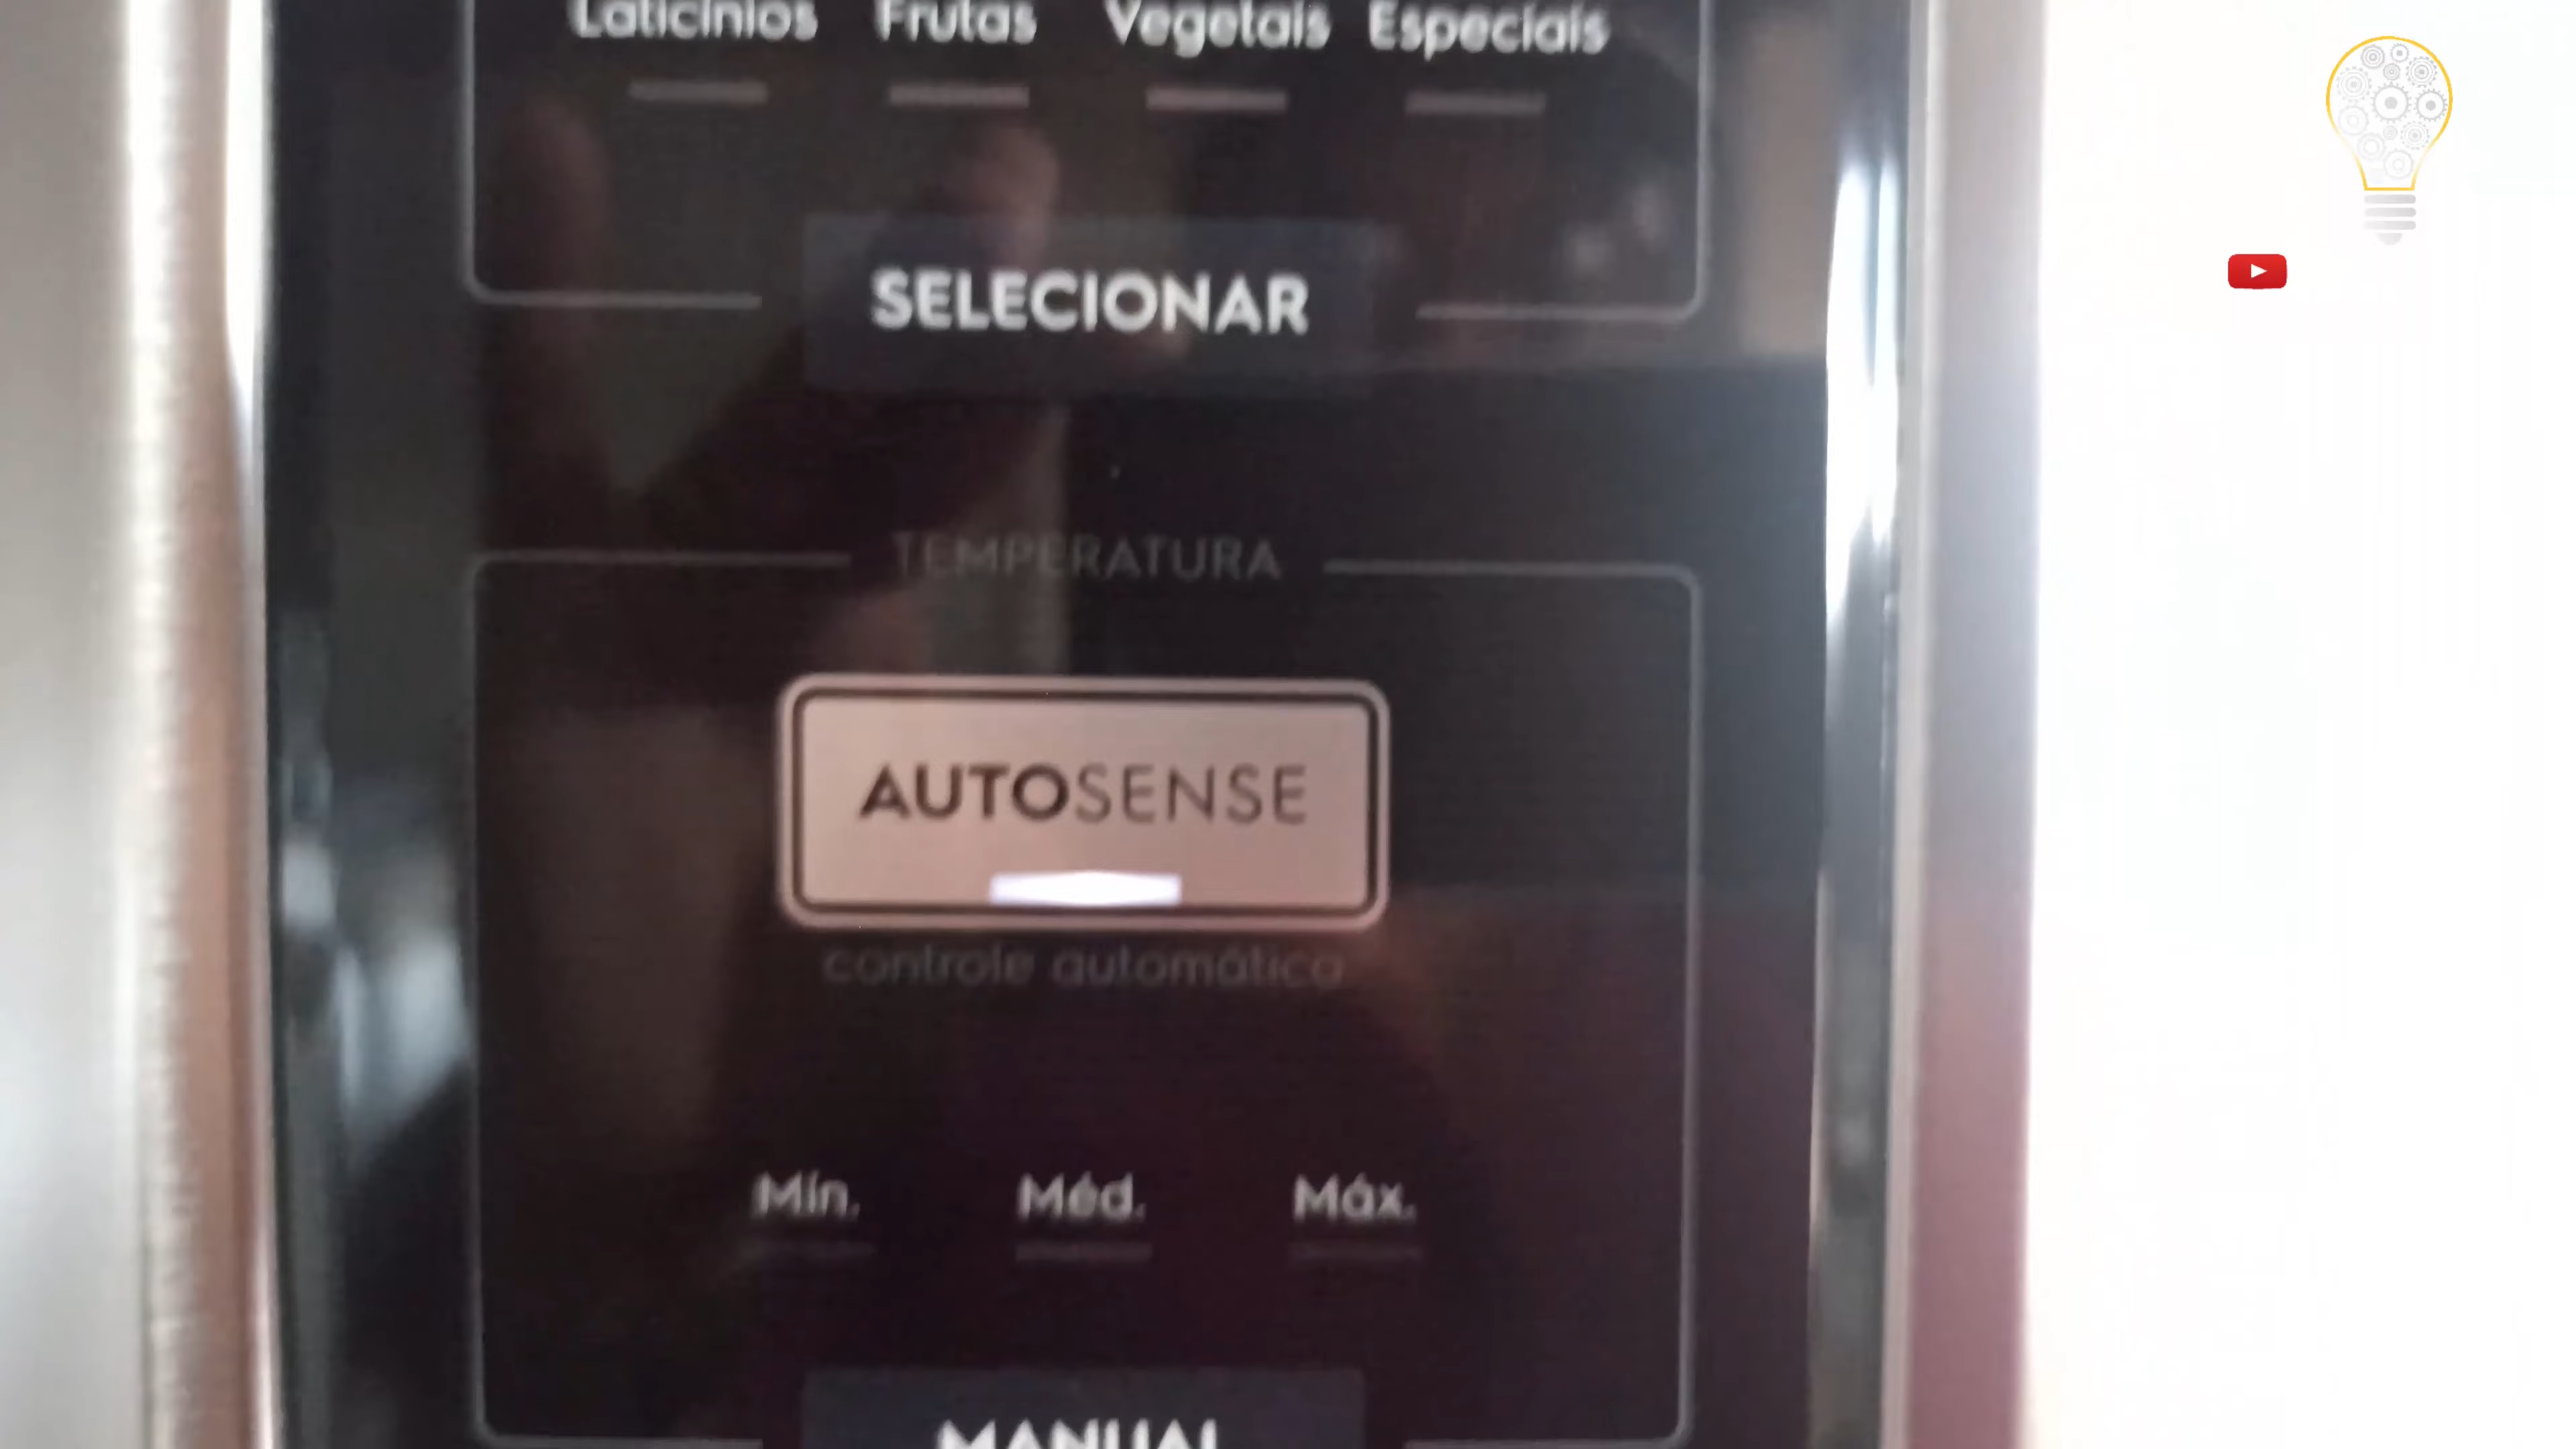 Laticínios Frutas Vegetais Especiais
SELECIONAR
TEMPERATURA
AUTOSENSE
controle automático
Mín. Méd. Máx.
MANUAL